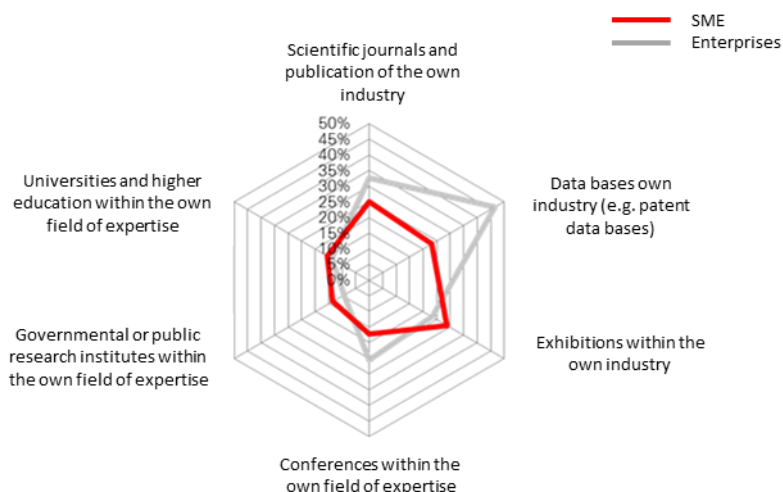 SME
Enterprises
Scientific journals and
publication of the own
industry
50%
45%
40%
35%
30%
25%
20%
15%
10%
5%
0%
Universities and higher
education within the own
field of expertise
Data bases own
industry (e.g. patent
data bases)
Governmental or public
research institutes within
the own field of expertise
Exhibitions within the
own industry
Conferences within the
own field of expertise